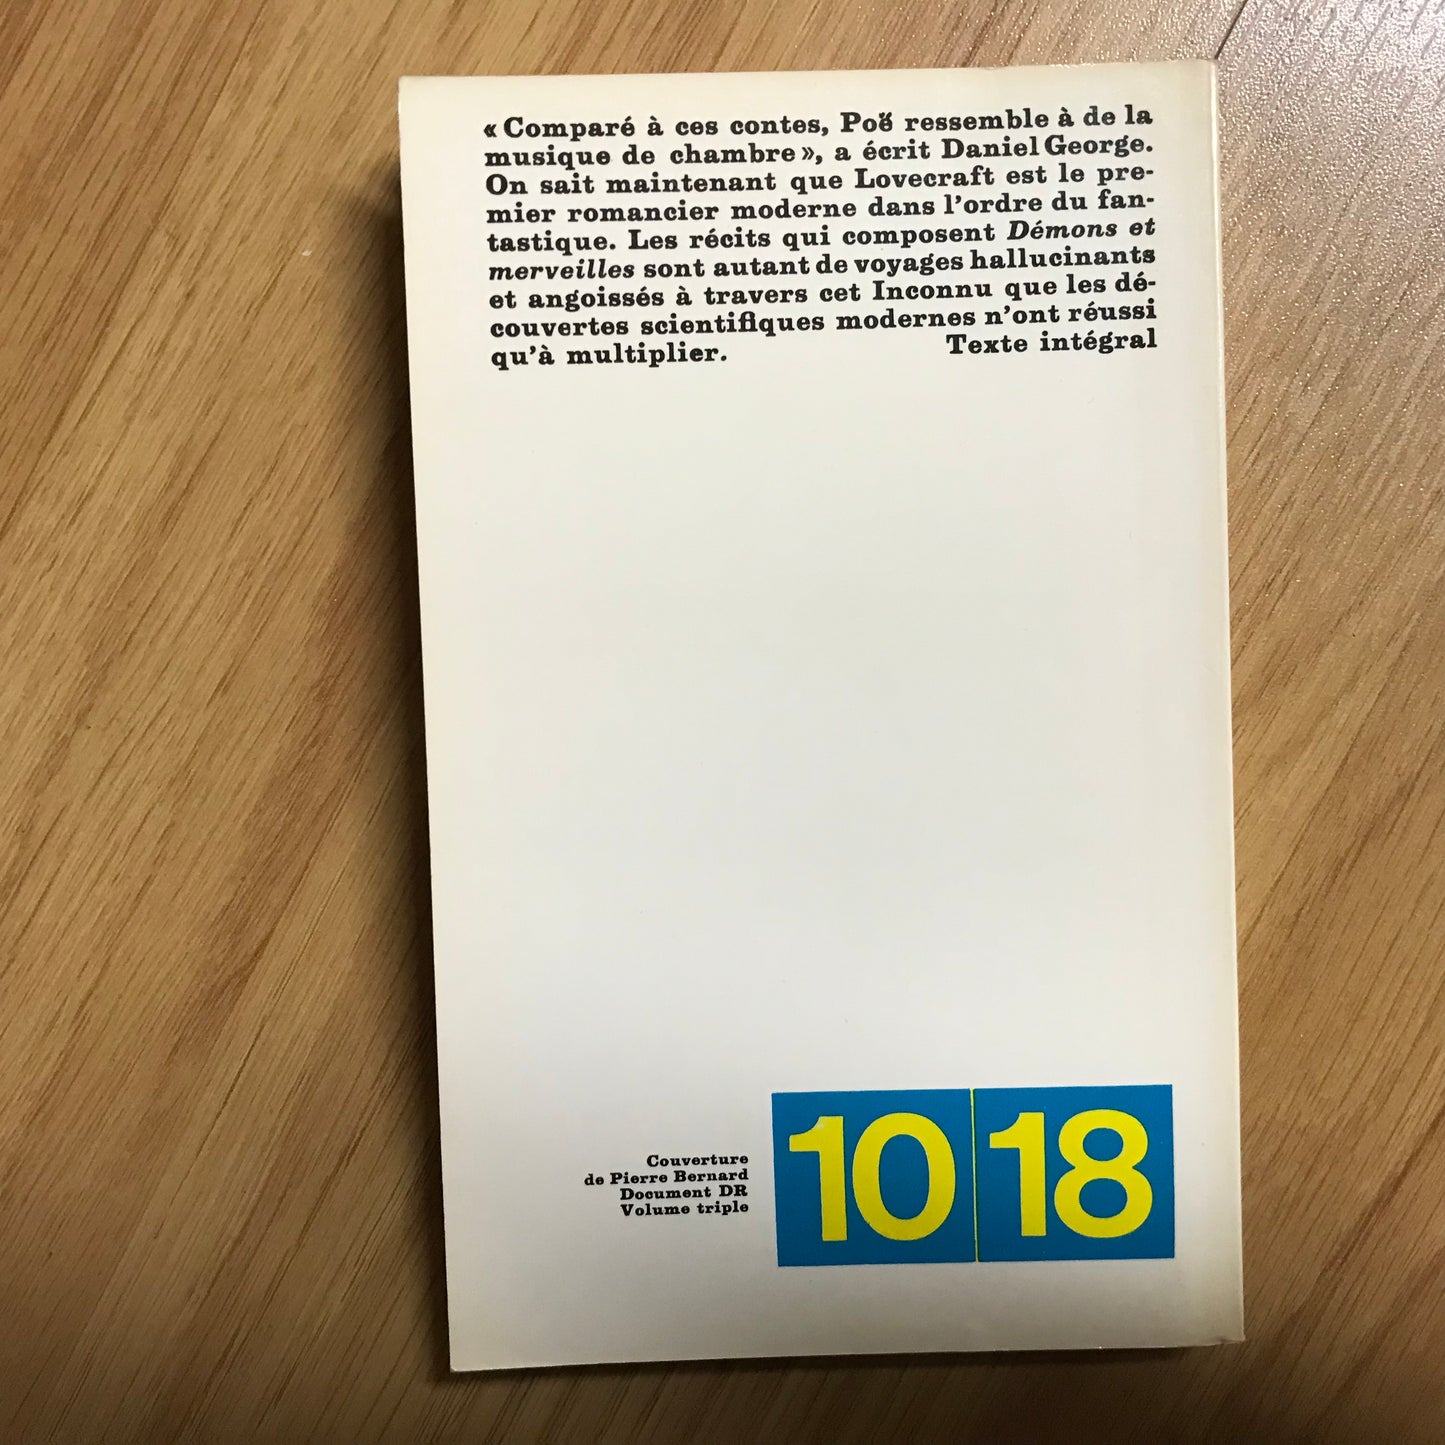 « Comparé à ces contes, Poë ressemble à de la
musique de chambre », a écrit Daniel George.
On sait maintenant que Lovecraft est le pre-
mier romancier moderne dans l'ordre du fan-
tastique. Les récits qui composent Démons et
merveilles sont autant de voyages hallucinants
et angoissés à travers cet Inconnu que les dé-
couvertes scientifiques modernes n'ont réussi
qu'à multiplier. Texte intégral
Couverture
de Pierre Bernard
Document DR
Volume triple
10 18